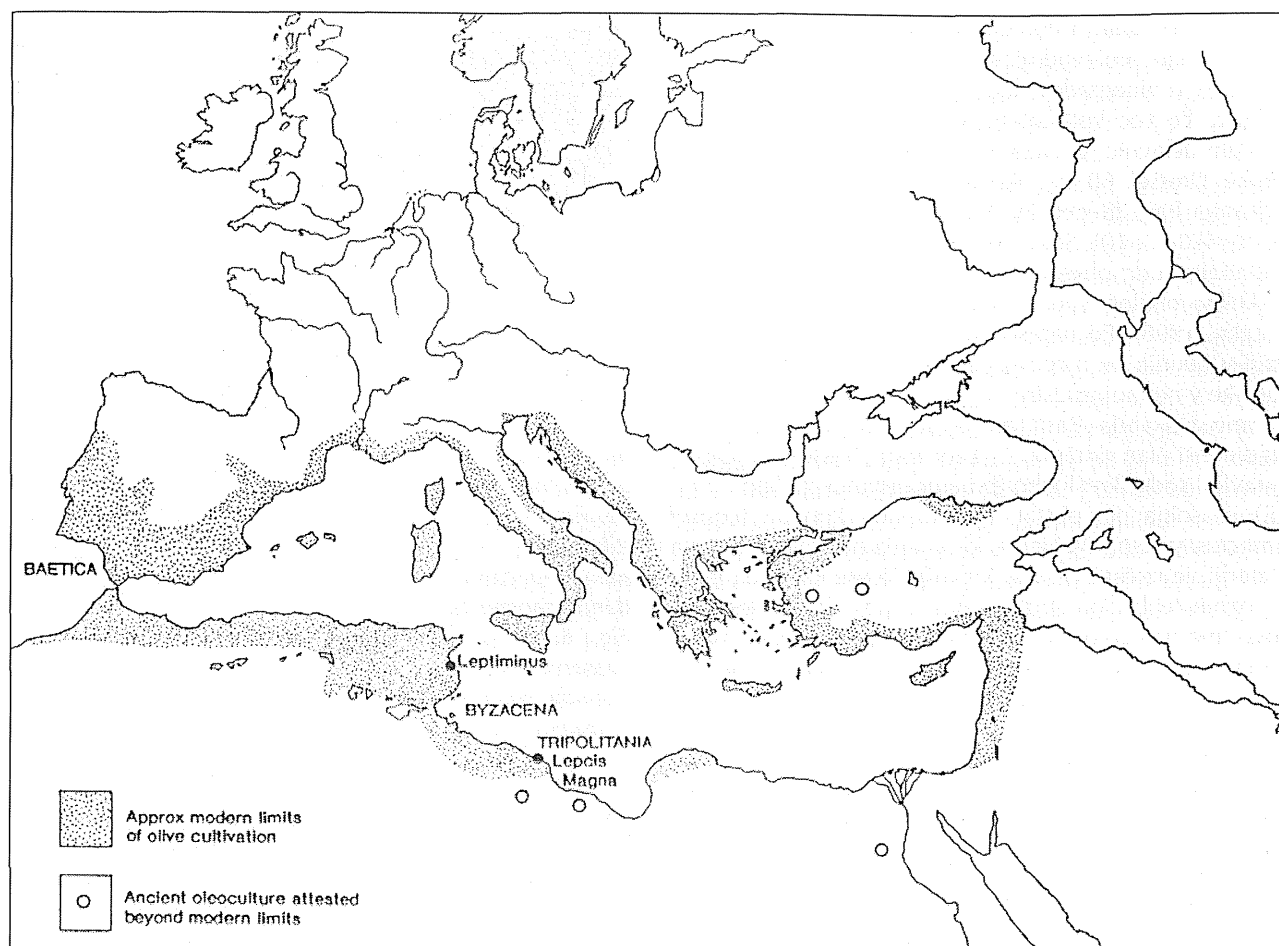 BAETICA
Leptiminus
BYZACENA
TRIPOLITANIA
Lepcis
Magna
Approx modern limits
of olive cultivation
Ancient oleoculture attested
beyond modern limits